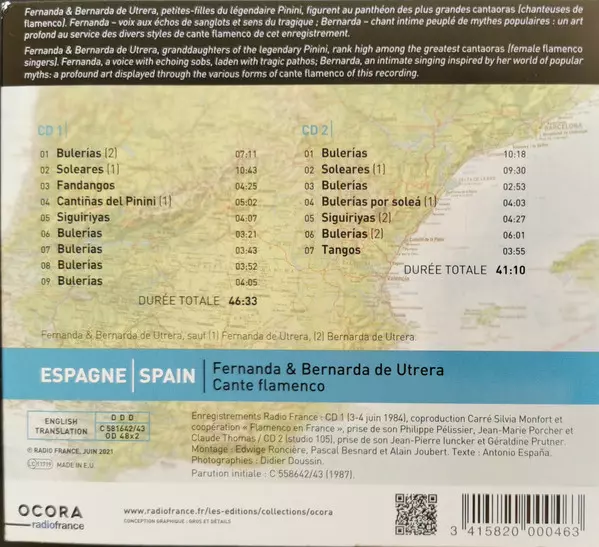 Fernanda & Bernarda de Utrera, petites-filles du légendaire Pinini, figurent au panthéon des plus grandes cantaoras [chanteuses de
flamenco]. Fernanda – voix aux échos de sanglots et sens du tragique ; Bernarda – chant intime peuplé de mythes populaires : un art
profond au service des divers styles de cante flamenco de cet enregistrement.
Fernanda & Bernarda de Utrera, granddaughters of the legendary Pinini, rank high among the greatest cantaoras [female flamenco
singers]. Fernanda, a voice with echoing sobs, laden with tragic pathos; Bernarda, an intimate singing inspired by her world of popular
myths: a profound art displayed through the various forms of cante flamenco of this recording.
CD 1
01 Bulerías (2) 07:11
02 Soleares (1) 10:43
03 Fandangos 04:25
04 Cantiñas del Pinini (1) 05:02
05 Siguiriyas 04:07
06 Bulerías 03:21
07 Bulerías 03:43
08 Bulerías 03:52
09 Bulerías 04:05
DURÉE TOTALE 46:33
CD 2
01 Bulerías 10:18
02 Soleares (1) 09:30
03 Bulerías 02:53
04 Bulerías por soleá (1) 04:03
05 Siguiriyas (2) 04:27
06 Bulerías (2) 06:01
07 Tangos 03:55
DURÉE TOTALE 41:10
BARCELONA
Valencia
Fernanda & Bernarda de Utrera, sauf (1) Fernanda de Utrera, (2) Bernarda de Utrera
ESPAGNE | SPAIN
Fernanda & Bernarda de Utrera
Cante flamenco
ENGLISH
TRANSLATION
D D D
C 581642/43
OD 48x2
℗ RADIO FRANCE, JUIN 2021
MADE IN E.U.
Enregistrements Radio France : CD 1 (3-4 juin 1984), coproduction Carré Silvia Monfort et
coopération « Flamenco en France », prise de son Philippe Pélissier, Jean-Marie Porcher et
Claude Thomas / CD 2 (studio 105), prise de son Jean-Pierre Iuncker et Géraldine Prutner.
Montage : Edwige Roncière, Pascal Besnard et Alain Joubert. Texte : Antonio España.
Photographies : Didier Doussin.
Parution initiale : C 558642/43 (1987).
OCORA
radiofrance
www.radiofrance.fr/les-editions/collections/ocora
CONCEPTION GRAPHIQUE : GROS ET DÉTAILS
3 415820 000463